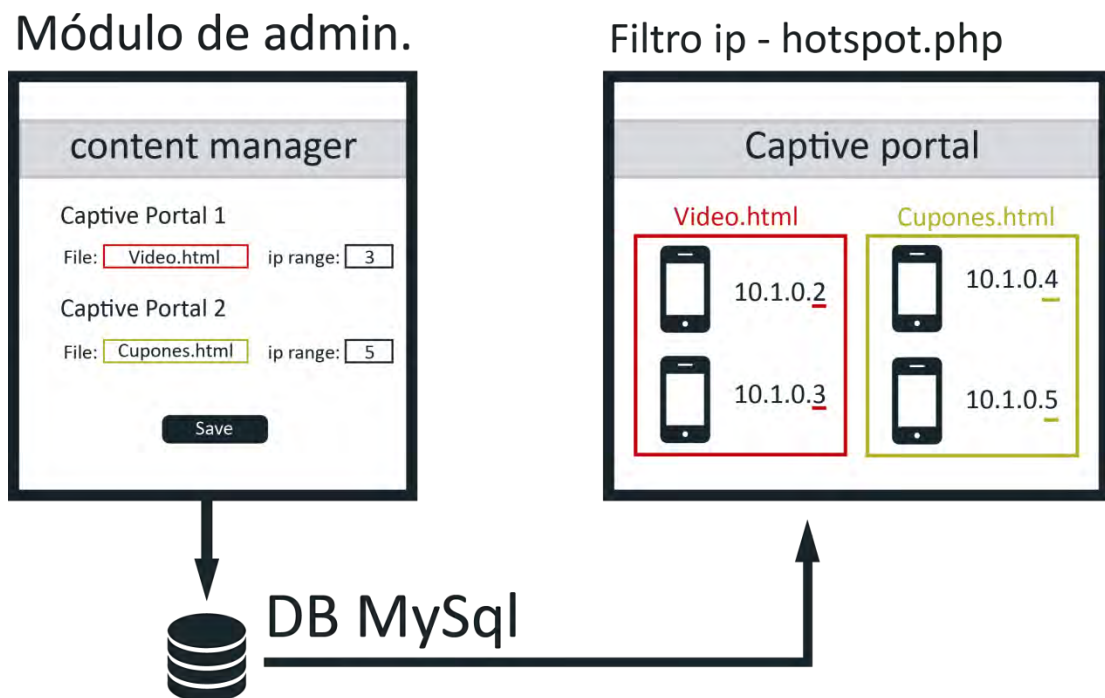 Módulo de admin.
content manager
Captive Portal 1
File: Video.html ip range: 3
Captive Portal 2
File: Cupones.html ip range: 5
Save
DB MySql
Filtro ip - hotspot.php
Captive portal
Video.html
10.1.0.2
10.1.0.3
Cupones.html
10.1.0.4
10.1.0.5